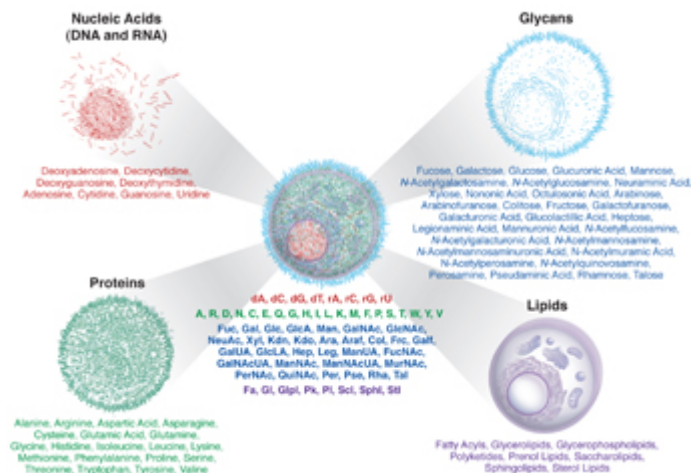 Nucleic Acids
(DNA and RNA)
Deoxyadenosine, Deoxycytidine,
Deoxyguanosine, Deoxythymidine,
Adenosine, Cytidine, Guanosine, Uridine
Glycans
Fucose, Galactose, Glucose, Glucuronic Acid, Mannose,
N-Acetylgalactosamine, N-Acetylglucosamine, Neuraminic Acid,
Xylose, Nononic Acid, Octulosonic Acid, Arabinose,
Arabinofuranose, Colitose, Fructose, Galactofuranose,
Galacturonic Acid, Glucolactilic Acid, Heptose,
Legionaminic Acid, Mannuronic Acid, N-Acetylfucosamine,
N-Acetylgalacturonic Acid, N-Acetylmannosamine,
N-Acetylmannosaminuronic Acid, N-Acetylmuramic Acid,
N-Acetylperosamine, N-Acetylquinovosamine,
Perosamine, Pseudaminic Acid, Rhamnose, Talose
dA, dC, dG, dT, rA, rC, rG, rU
A, R, D, N, C, E, Q, G, H, I, L, K, M, F, P, S, T, W, Y, V
Fuc, Gal, Glc, GlcA, Man, GalNAc, GlcNAc,
NeuAc, Xyl, Kdn, Kdo, Ara, Araf, Col, Frc, Galf,
GalUA, GlcLA, Hep, Leg, ManUA, FucNAc,
GalNAcUA, ManNAc, ManNAcUA, MurNAc,
PerNAc, QuiNAc, Per, Pse, Rha, Tal
Fa, Gl, Glpl, Pk, Pl, Scl, Sphl, Stl
Proteins
Alanine, Arginine, Aspartic Acid, Asparagine,
Cysteine, Glutamic Acid, Glutamine,
Glycine, Histidine, Isoleucine, Leucine, Lysine,
Methionine, Phenylalanine, Proline, Serine,
Threonine, Tryptophan, Tyrosine, Valine
Lipids
Fatty Acyls, Glycerolipids, Glycerophospholipids,
Polyketides, Prenol Lipids, Saccharolipids,
Sphingolipids, Sterol Lipids